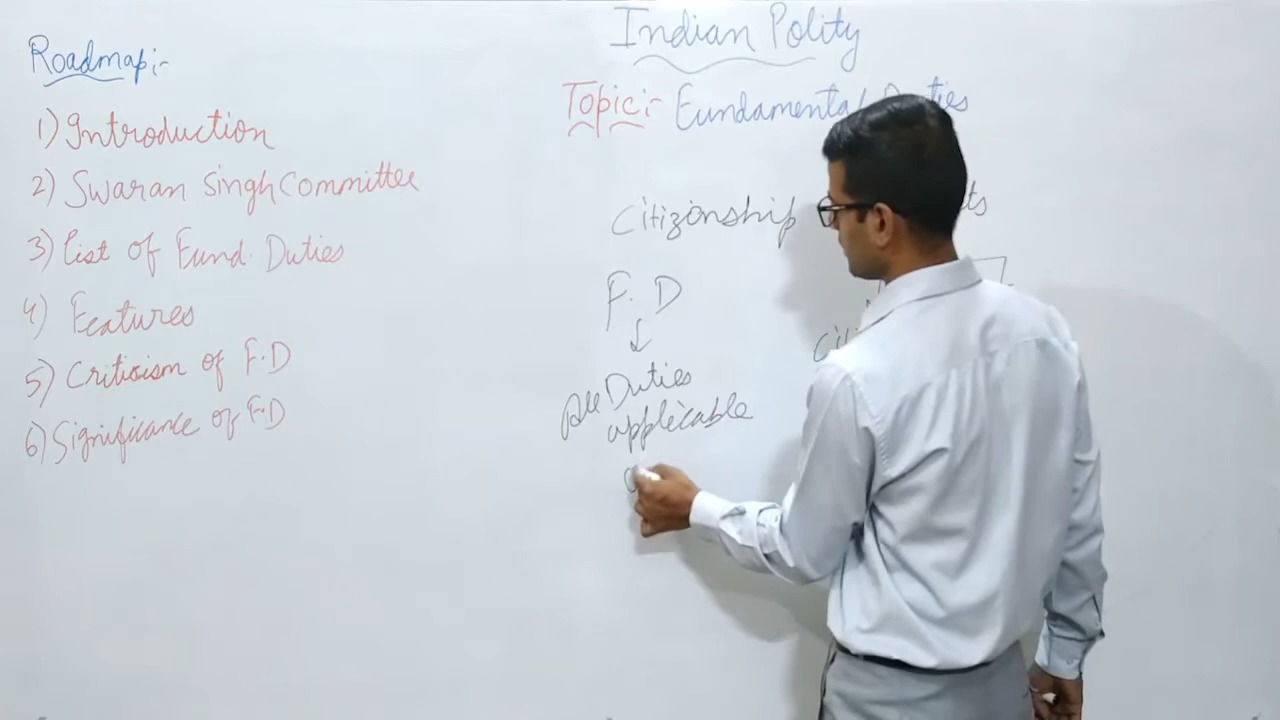 Roadmap:-
1) Introduction
2) Swaran Singh Committee
3) List of Fund. Duties
4) Features
5) Criticism of F.D
6) Significance of F.D
Indian Polity
Topic:- Fundamental Duties
Citizonship
F. D
All Duties
applicable